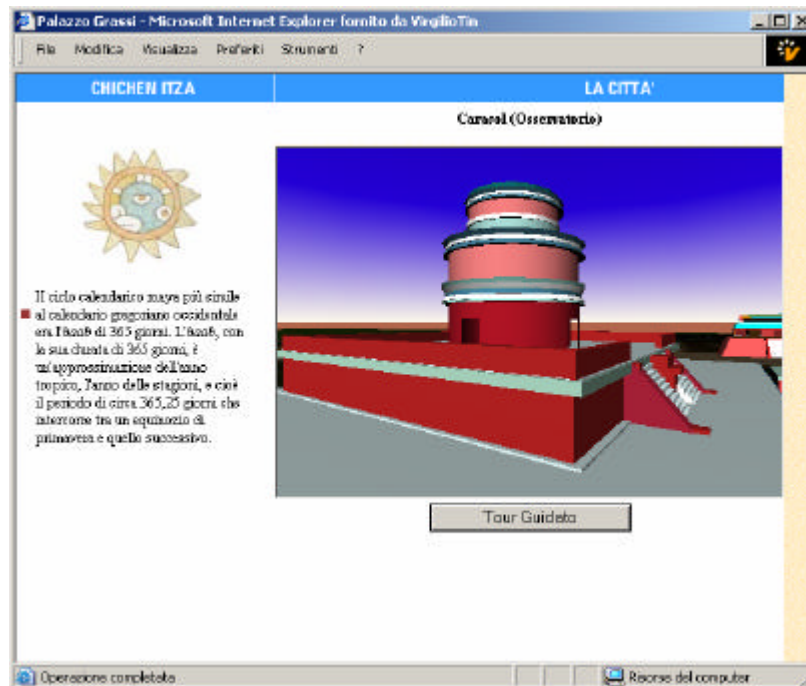 Palazzo Grassi - Microsoft Internet Explorer fornito da VirgilioTin
File Modifica Visualizza Preferiti Strumenti ?
CHICHEN ITZA
LA CITTA'
Caracol (Osservatorio)
Il ciclo calendarico maya più simile
al calendario gregoriano occidentale
era l'haab di 365 giorni. L'haab, con
la sua durata di 365 giorni, è
un'approssimazione dell'anno
tropico, l'anno delle stagioni, e cioè
il periodo di circa 365,25 giorni che
intercorre tra un equinozio di
primavera e quello successivo.
Tour Guidato
Operazione completata
Risorse del computer